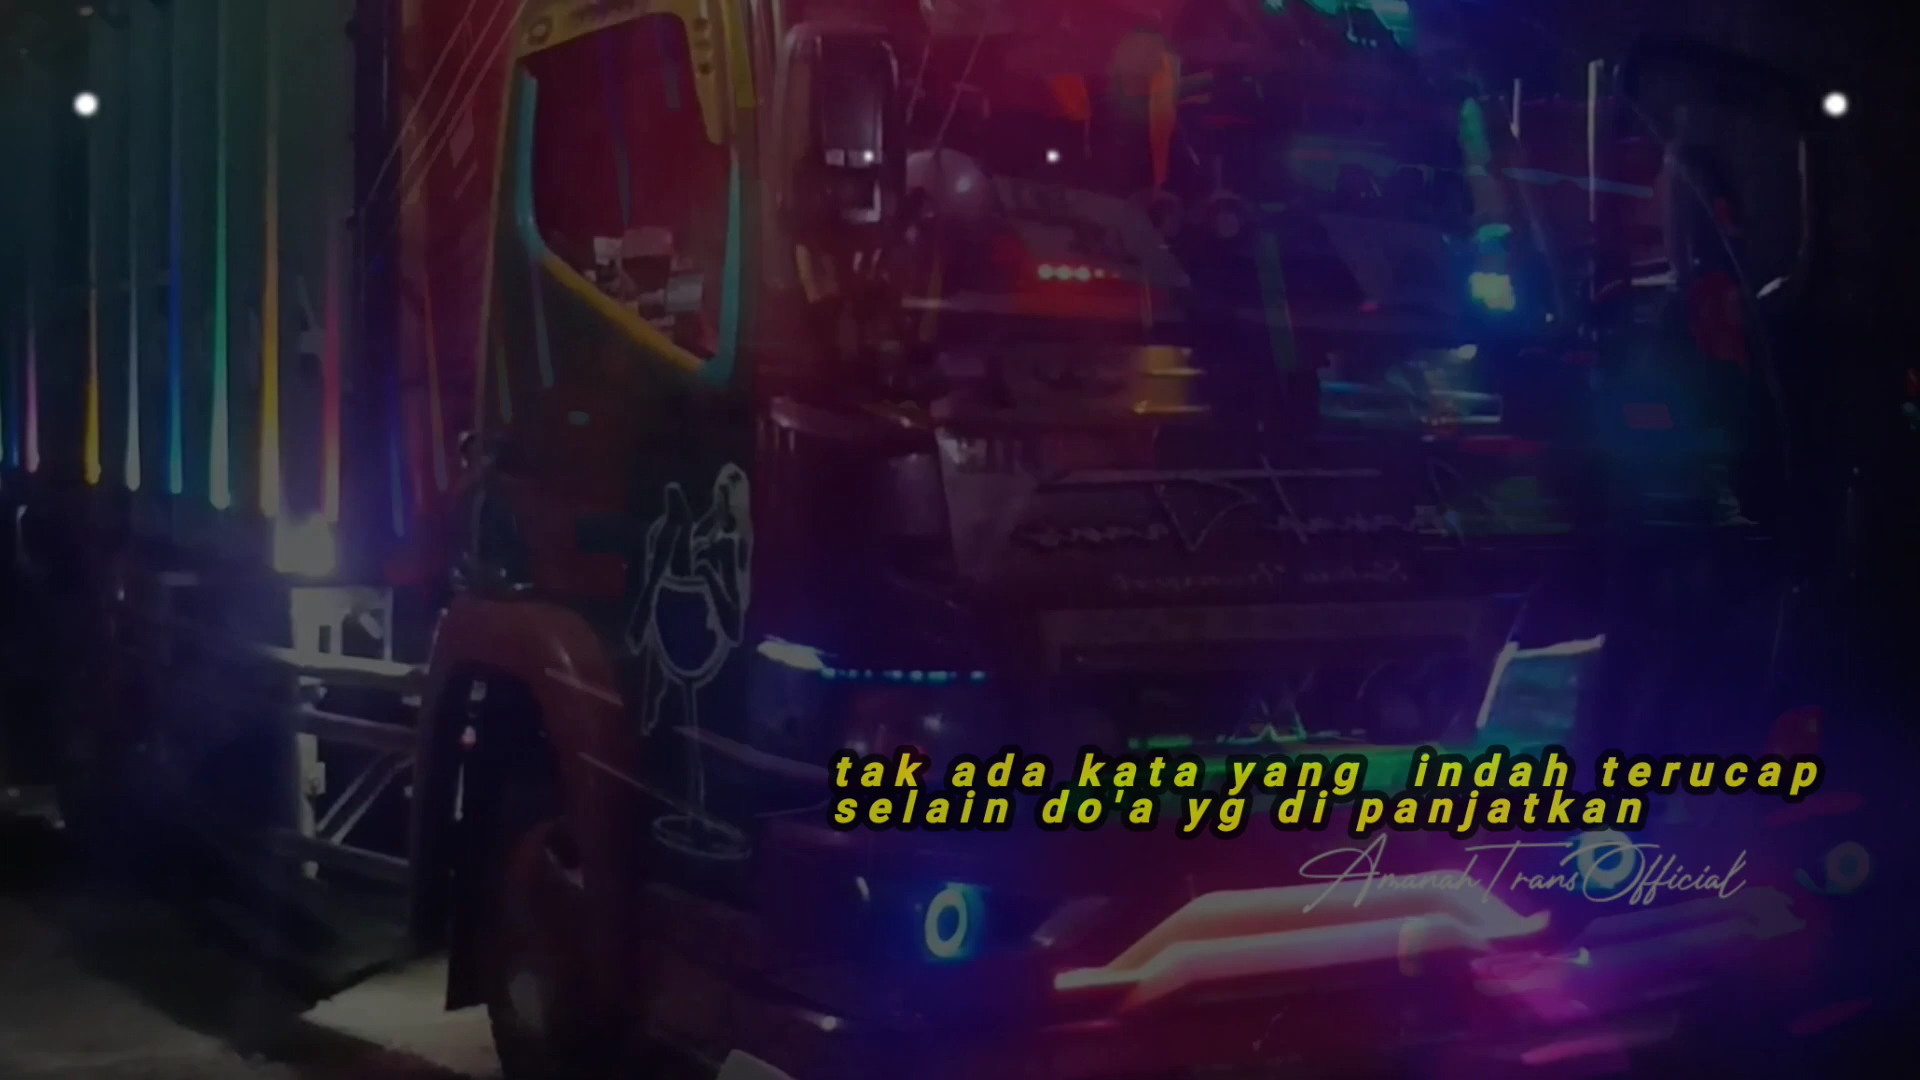 tak ada kata yang  indah terucap
selain do'a yg di panjatkan
AmanahTransOfficial